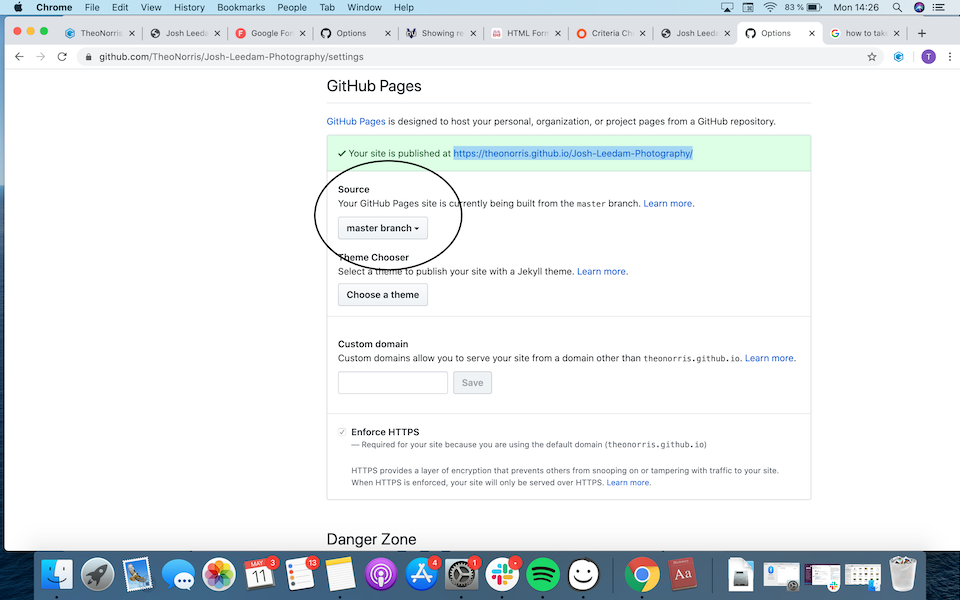 Chrome File Edit View History Bookmarks People Tab Window Help 83 % Mon 14:26
TheoNorris Josh Leeda Google For Options Showing re HTML Form Criteria Ch Josh Leeda Options how to take
github.com/TheoNorris/Josh-Leedam-Photography/settings T
GitHub Pages
GitHub Pages is designed to host your personal, organization, or project pages from a GitHub repository.
Your site is published at https://theonorris.github.io/Josh-Leedam-Photography/
Source
Your GitHub Pages site is currently being built from the master branch. Learn more.
master branch
Theme Chooser
Select a theme to publish your site with a Jekyll theme. Learn more.
Choose a theme
Custom domain
Custom domains allow you to serve your site from a domain other than theonorris.github.io. Learn more.
Save
Enforce HTTPS
— Required for your site because you are using the default domain (theonorris.github.io)
HTTPS provides a layer of encryption that prevents others from snooping on or tampering with traffic to your site.
When HTTPS is enforced, your site will only be served over HTTPS. Learn more.
Danger Zone
MAY 11 3 13 4 1 Aa